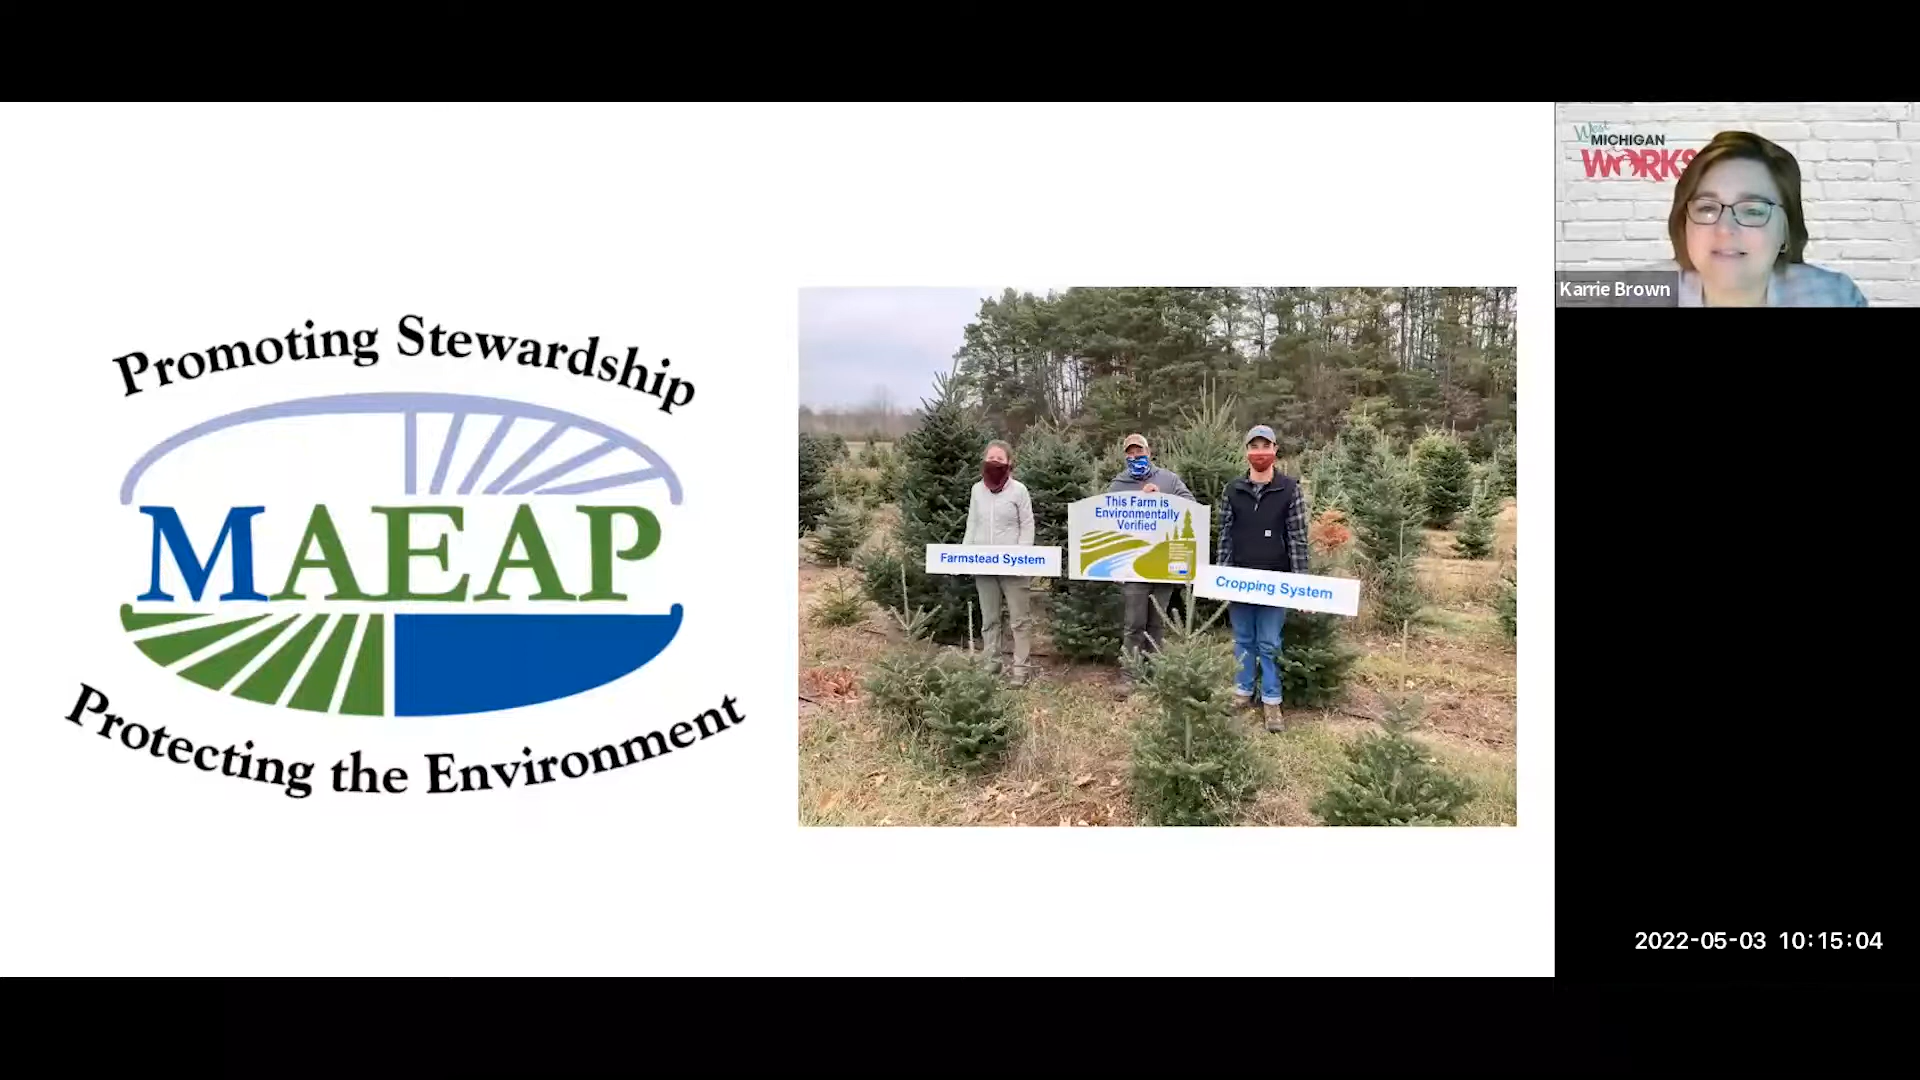 Promoting Stewardship
MAEAP
Protecting the Environment
This Farm is
Environmentally
Verified
Farmstead System
Cropping System
West
MICHIGAN
WORKS
Karrie Brown
2022-05-03 10:15:04